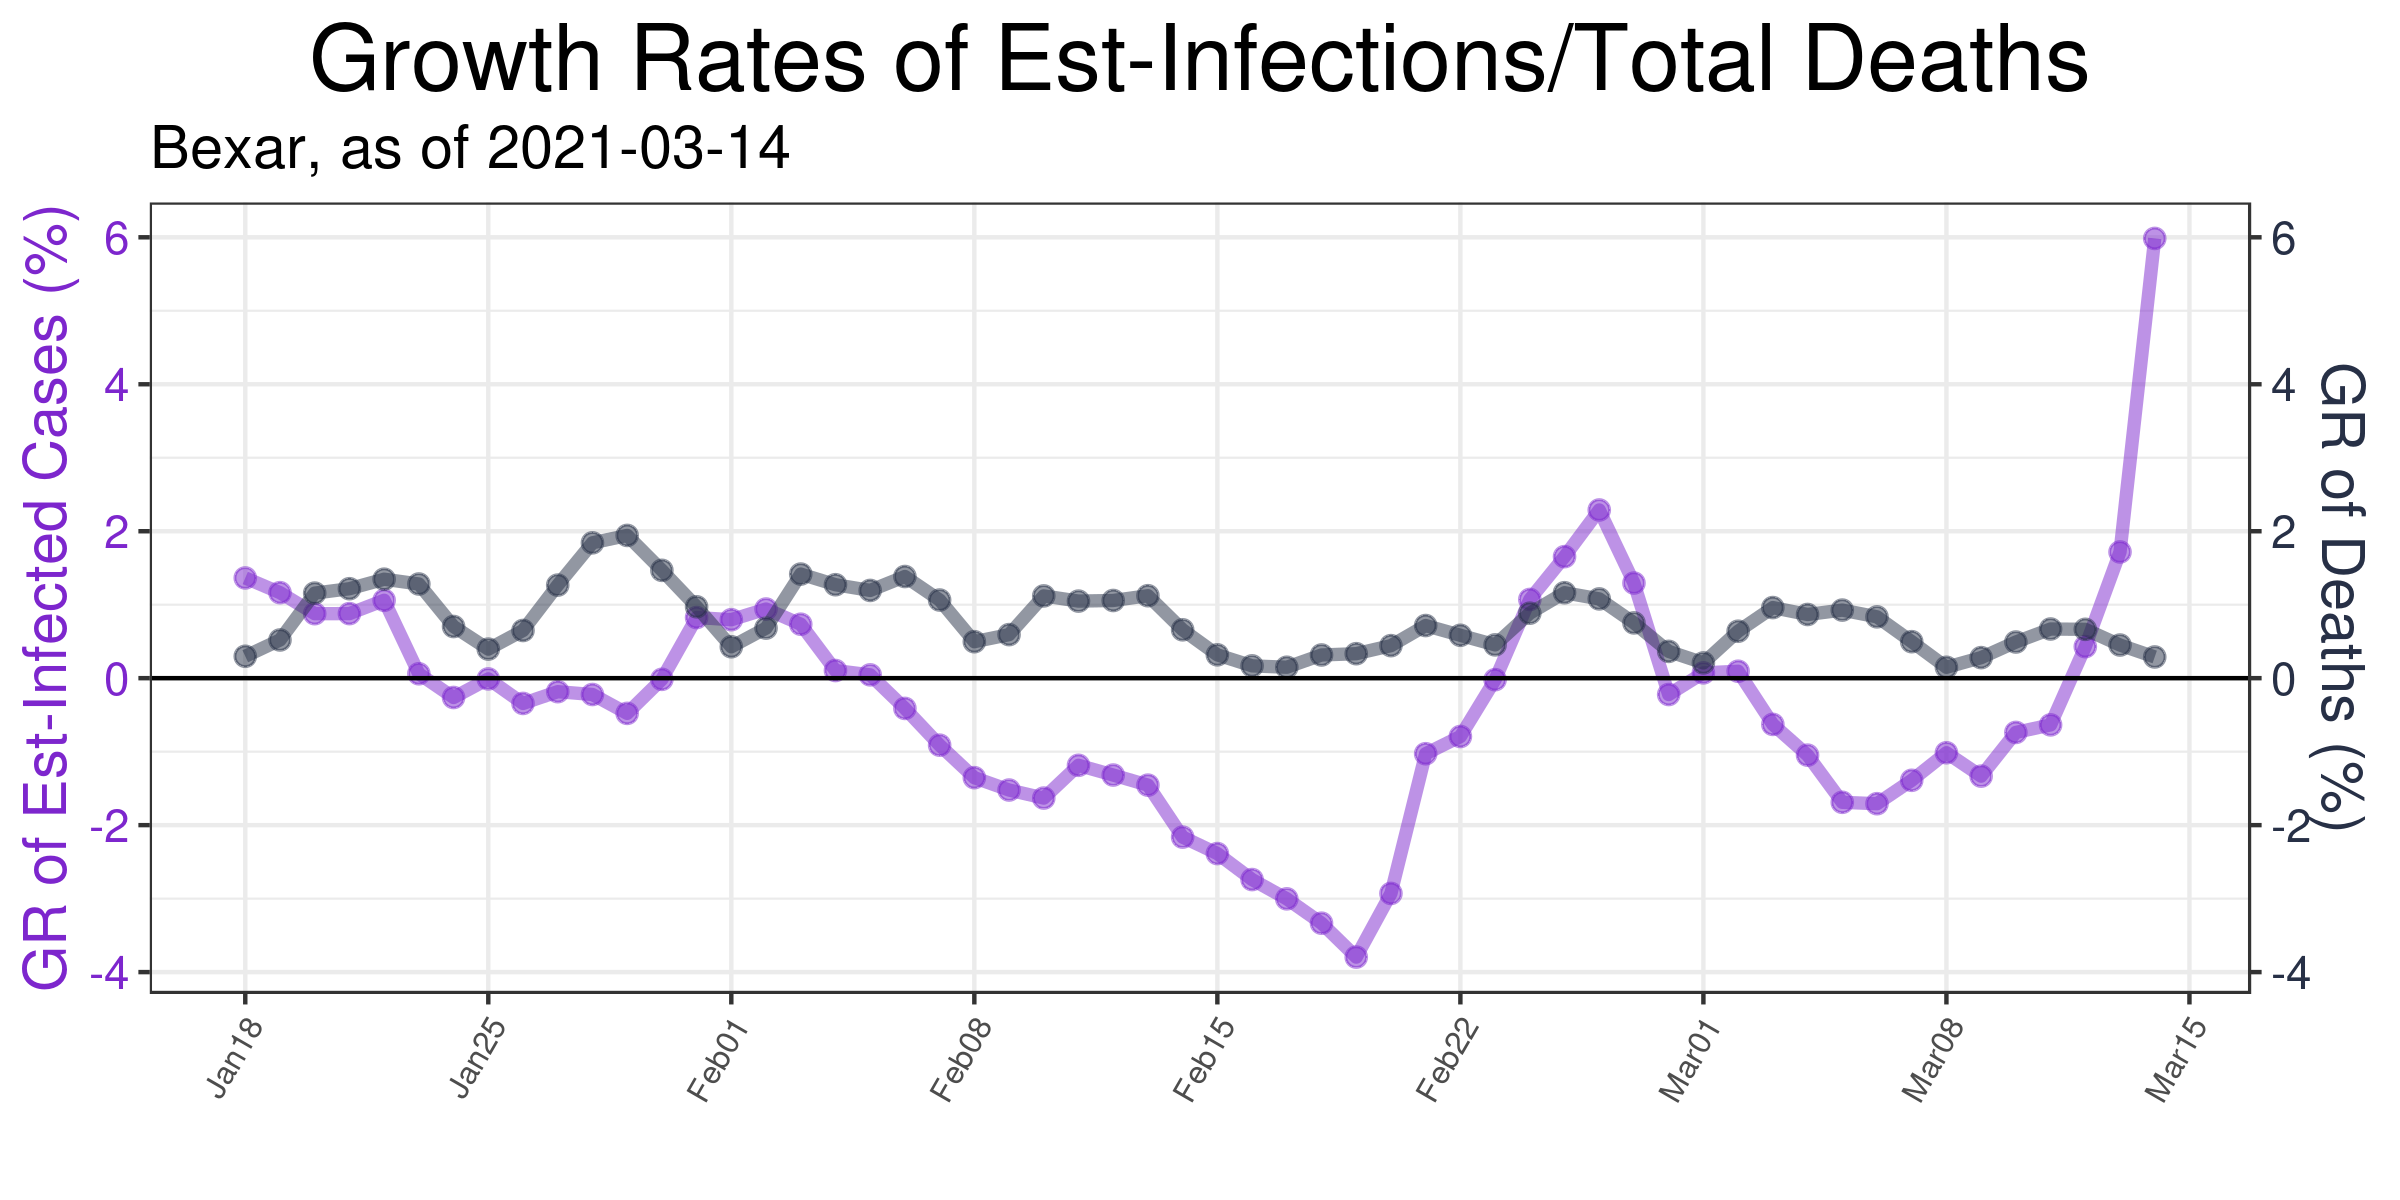 Growth Rates of Est-Infections/Total Deaths
Bexar, as of 2021-03-14
GR of Est-Infected Cases (%)
6
4
2
0
-2
-4
6
4
2
0
-2
-4
GR of Deaths (%)
Jan18
Jan25
Feb01
Feb08
Feb15
Feb22
Mar01
Mar08
Mar15